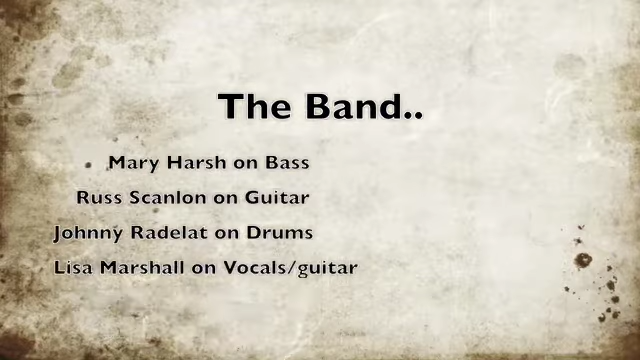 The Band..
Mary Harsh on Bass
Russ Scanlon on Guitar
Johnny Radelat on Drums
Lisa Marshall on Vocals/guitar